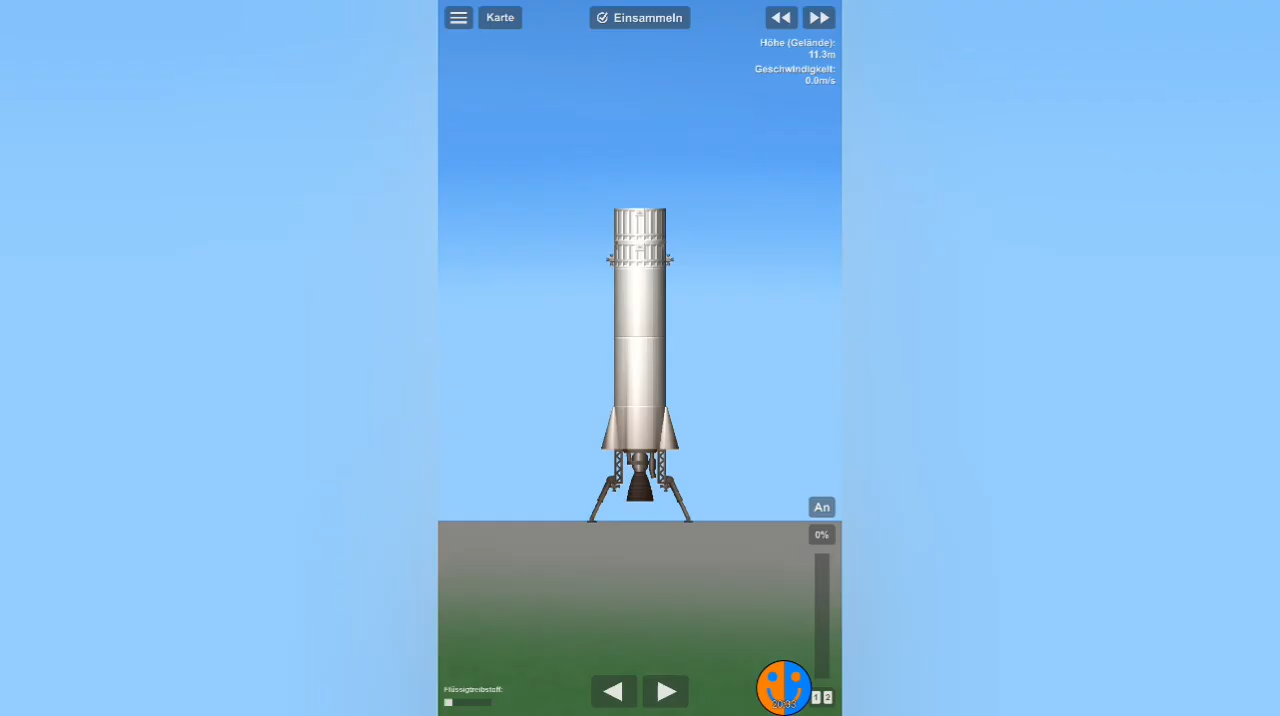 Karte
Einsammeln
Höhe (Gelände):
11.3m
Geschwindigkeit:
0.0m/s
An
0%
Flüssigtreibstoff:
1 2